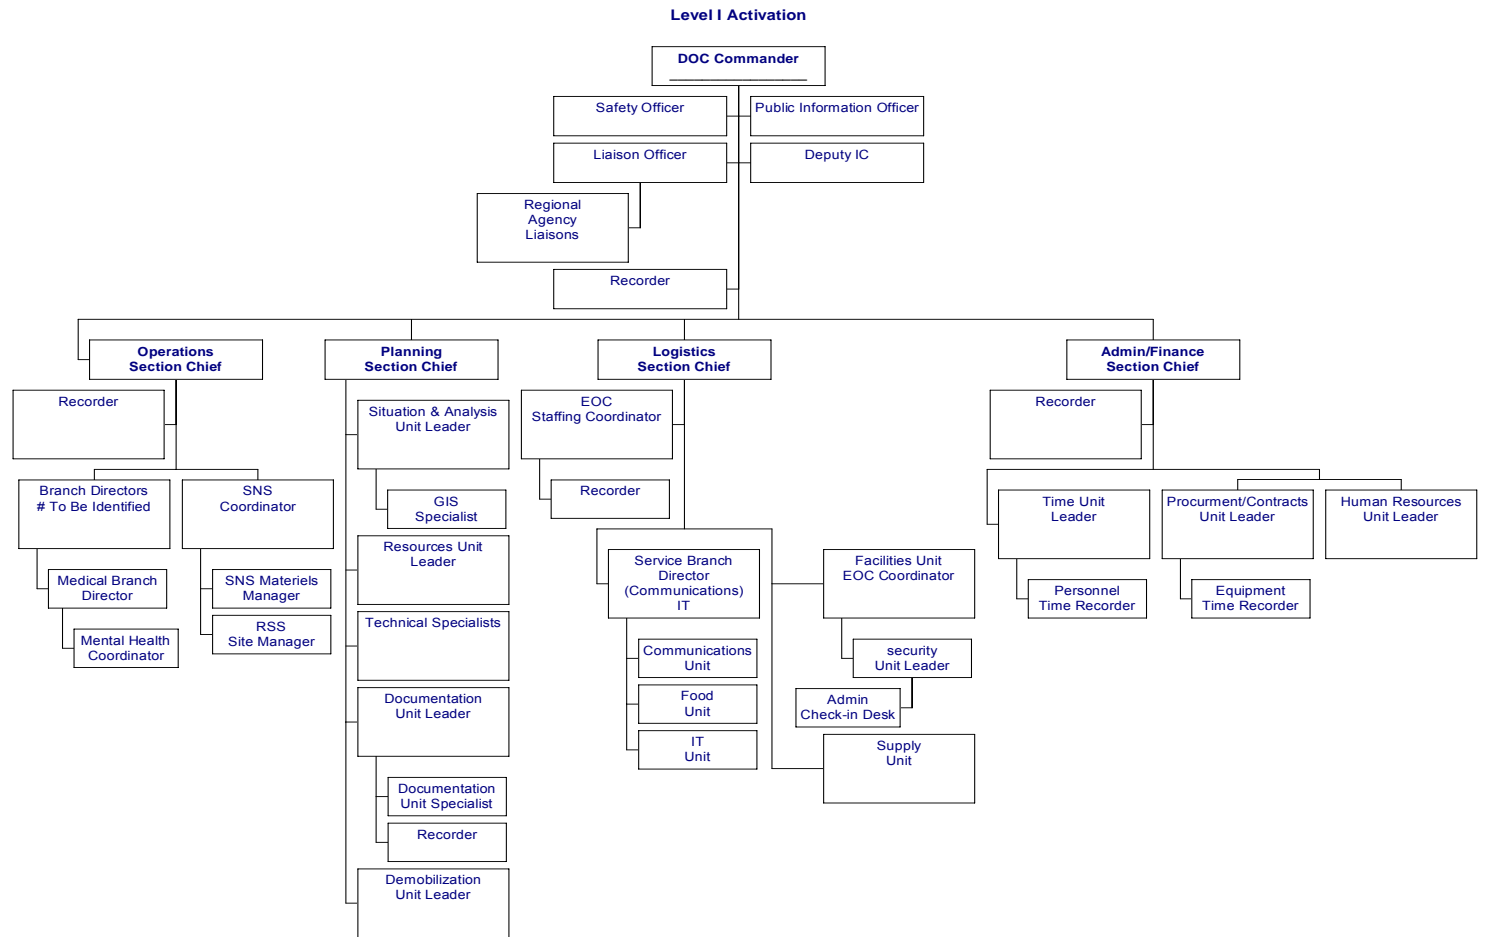 Level I Activation
DOC Commander
Safety Officer
Public Information Officer
Liaison Officer
Deputy IC
Regional
Agency
Liaisons
Recorder
Operations
Section Chief
Planning
Section Chief
Logistics
Section Chief
Admin/Finance
Section Chief
Recorder
Branch Directors
# To Be Identified
Medical Branch
Director
Mental Health
Coordinator
SNS
Coordinator
SNS Materiels
Manager
RSS
Site Manager
Situation & Analysis
Unit Leader
GIS
Specialist
Resources Unit
Leader
Technical Specialists
Documentation
Unit Leader
Documentation
Unit Specialist
Recorder
Demobilization
Unit Leader
EOC
Staffing Coordinator
Recorder
Service Branch
Director
(Communications)
IT
Communications
Unit
Food
Unit
IT
Unit
Facilities Unit
EOC Coordinator
security
Unit Leader
Admin
Check-in Desk
Supply
Unit
Recorder
Time Unit
Leader
Personnel
Time Recorder
Procurment/Contracts
Unit Leader
Equipment
Time Recorder
Human Resources
Unit Leader